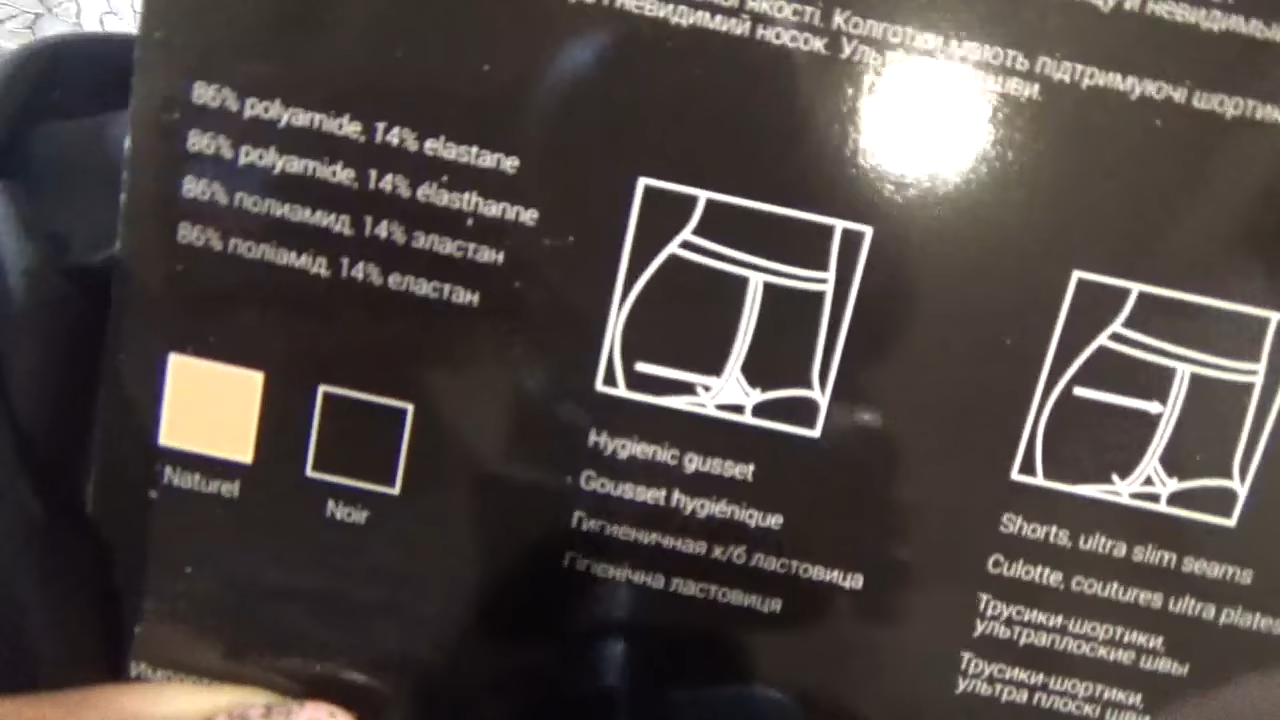 й невидимый
якості. Колготки мають підтримуючі шортики
невидимий носок.
шви.
86% polyamide, 14% elastane
86% polyamide, 14% élasthanne
86% полиамид, 14% эластан
86% поліамід, 14% еластан
Naturel
Noir
Hygienic gusset
Gousset hygiénique
Гигиеничная х/б ластовица
Гігієнічна ластовиця
Shorts, ultra slim seams
Culotte, coutures ultra plates
Трусики-шортики,
ультраплоские швы
Трусики-шортики,
ультра плоскі шви